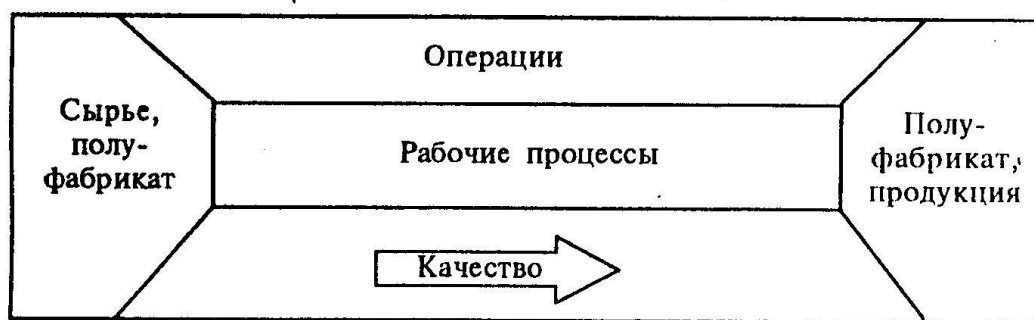 Операции
Сырье,
полу-
фабрикат
Рабочие процессы
Полу-
фабрикат,
продукция
Качество